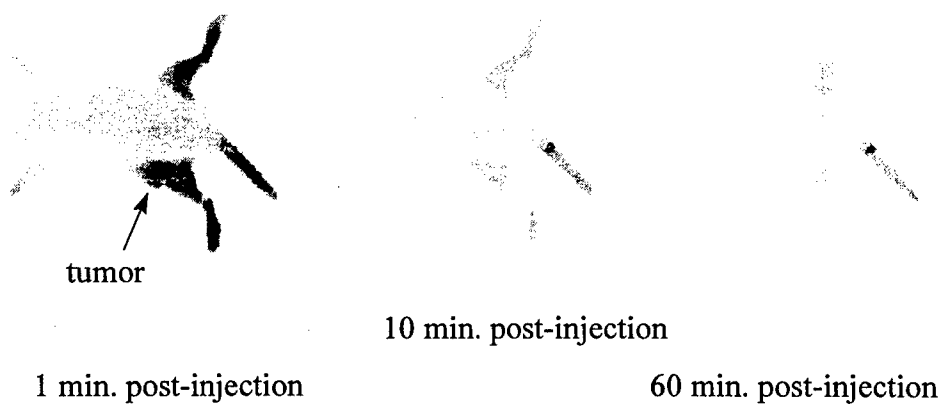 tumor
10 min. post-injection
1 min. post-injection
60 min. post-injection